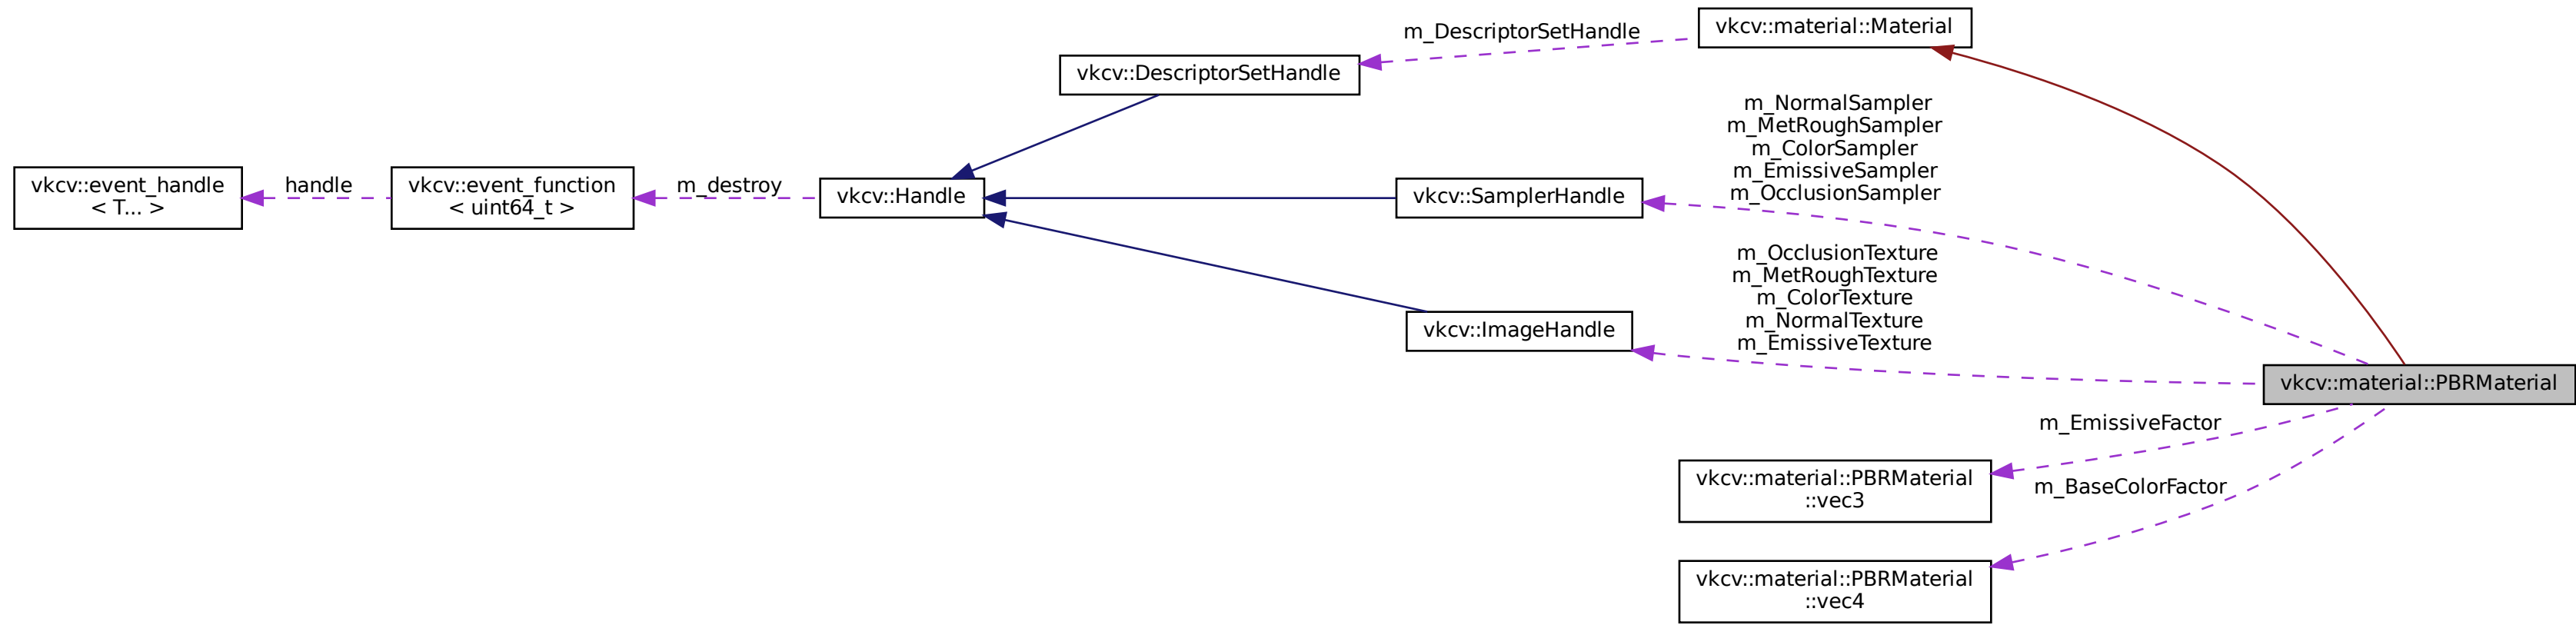 m_DescriptorSetHandle
vkcv::material::Material
vkcv::DescriptorSetHandle
m_NormalSampler
m_MetRoughSampler
m_ColorSampler
m_EmissiveSampler
m_OcclusionSampler
vkcv::event_handle
< T... >
handle
vkcv::event_function
< uint64_t >
m_destroy
vkcv::Handle
vkcv::SamplerHandle
m_OcclusionTexture
m_MetRoughTexture
m_ColorTexture
m_NormalTexture
m_EmissiveTexture
vkcv::ImageHandle
vkcv::material::PBRMaterial
m_EmissiveFactor
vkcv::material::PBRMaterial
::vec3
m_BaseColorFactor
vkcv::material::PBRMaterial
::vec4